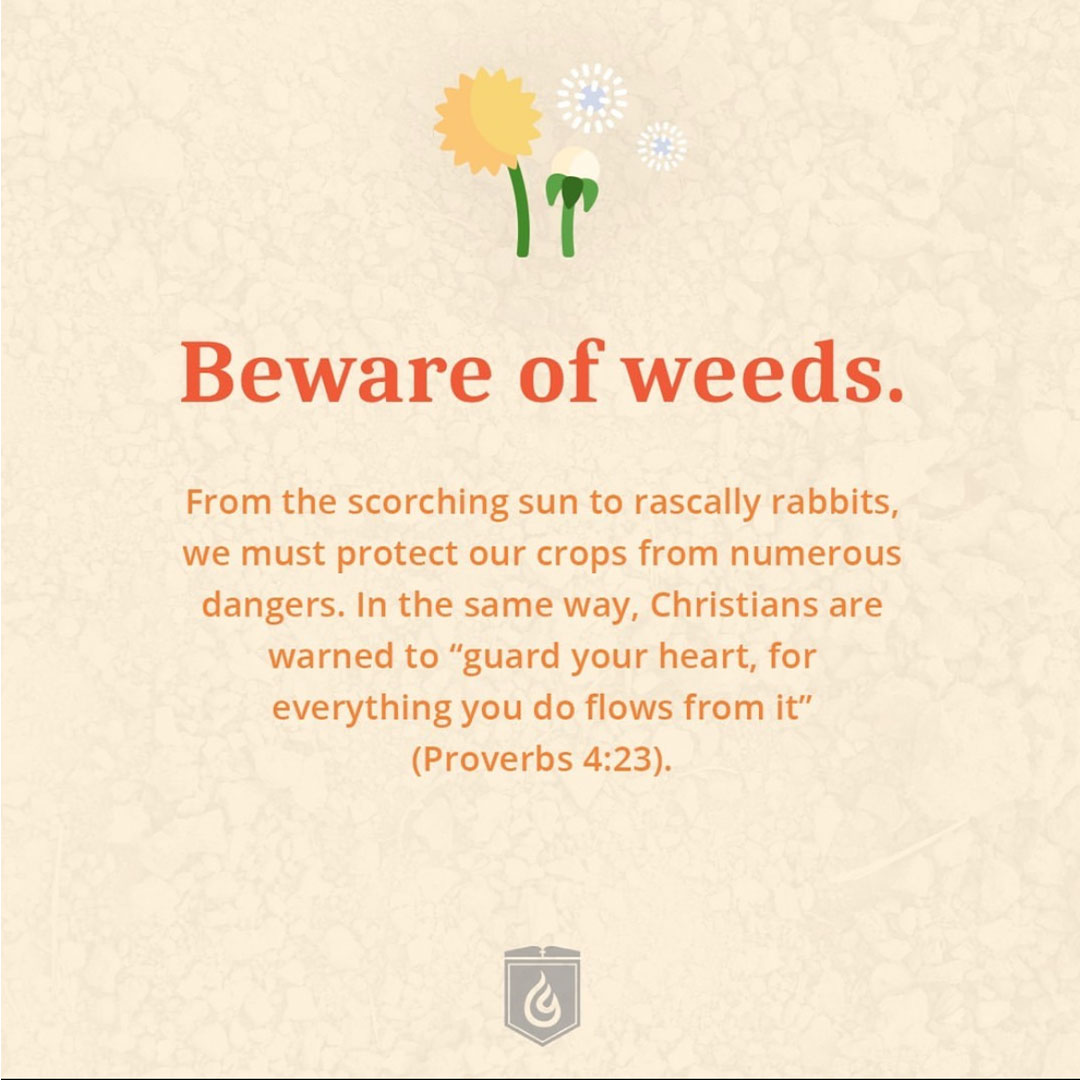 Beware of weeds.
From the scorching sun to rascally rabbits,
we must protect our crops from numerous
dangers. In the same way, Christians are
warned to “guard your heart, for
everything you do flows from it”
(Proverbs 4:23).